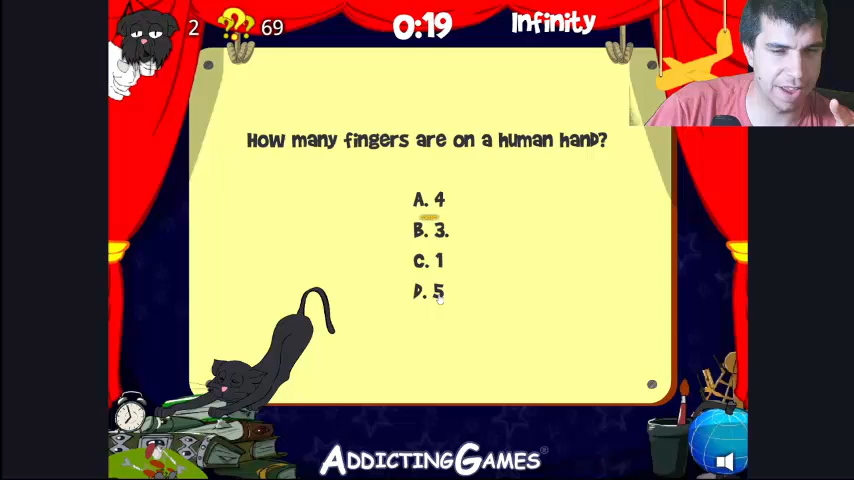 2 ??? 69 0:19 Infinity
How many fingers are on a human hand?
A. 4
B. 3.
C. 1
D. 5
ADDICTINGGAMES®